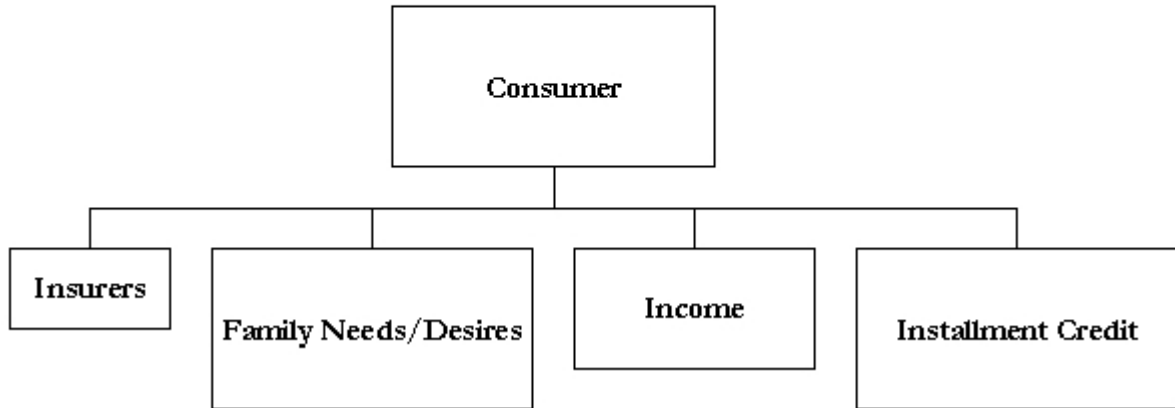 Consumer
Insurers
Family Needs/Desires
Income
Installment Credit